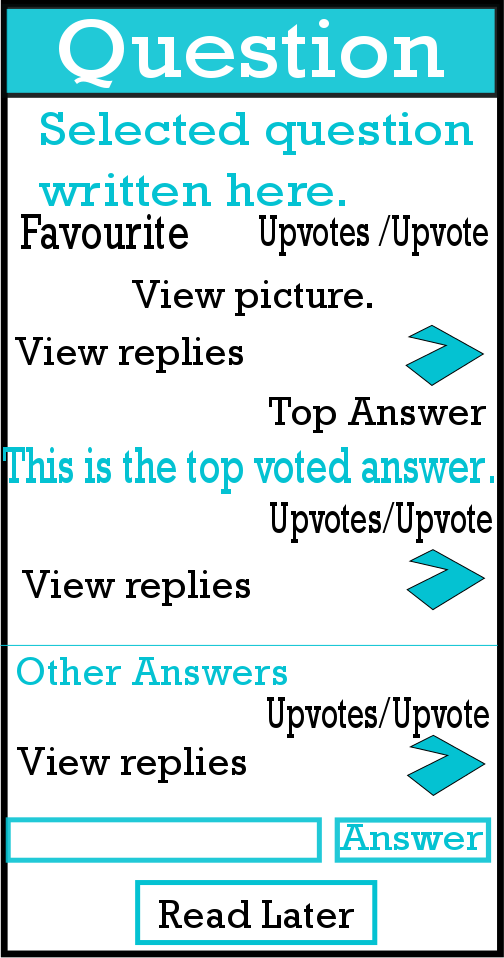 Question
Selected question
written here.
Favourite Upvotes /Upvote
View picture.
View replies
Top Answer
This is the top voted answer.
Upvotes/Upvote
View replies
Other Answers
Upvotes/Upvote
View replies
Answer
Read Later